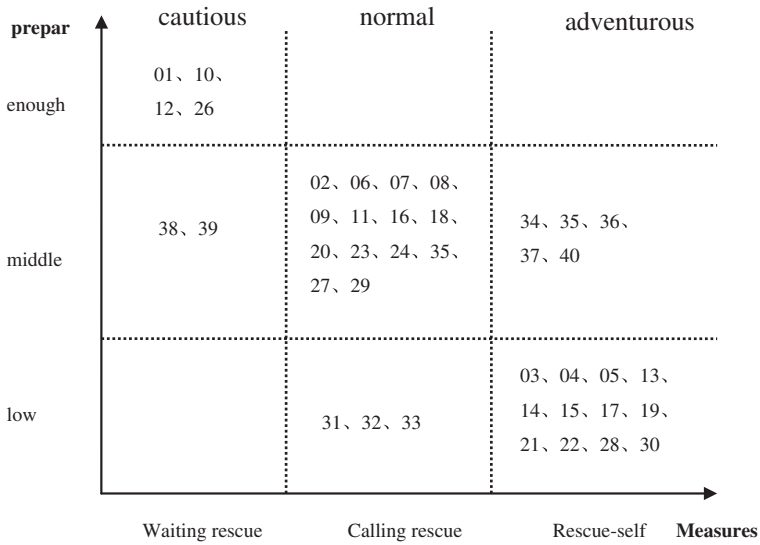 prepar
cautious
normal
adventurous
enough
01、10、
12、26
middle
38、39
02、06、07、08、
09、11、16、18、
20、23、24、35、
27、29
34、35、36、
37、40
low
31、32、33
03、04、05、13、
14、15、17、19、
21、22、28、30
Waiting rescue
Calling rescue
Rescue-self
Measures